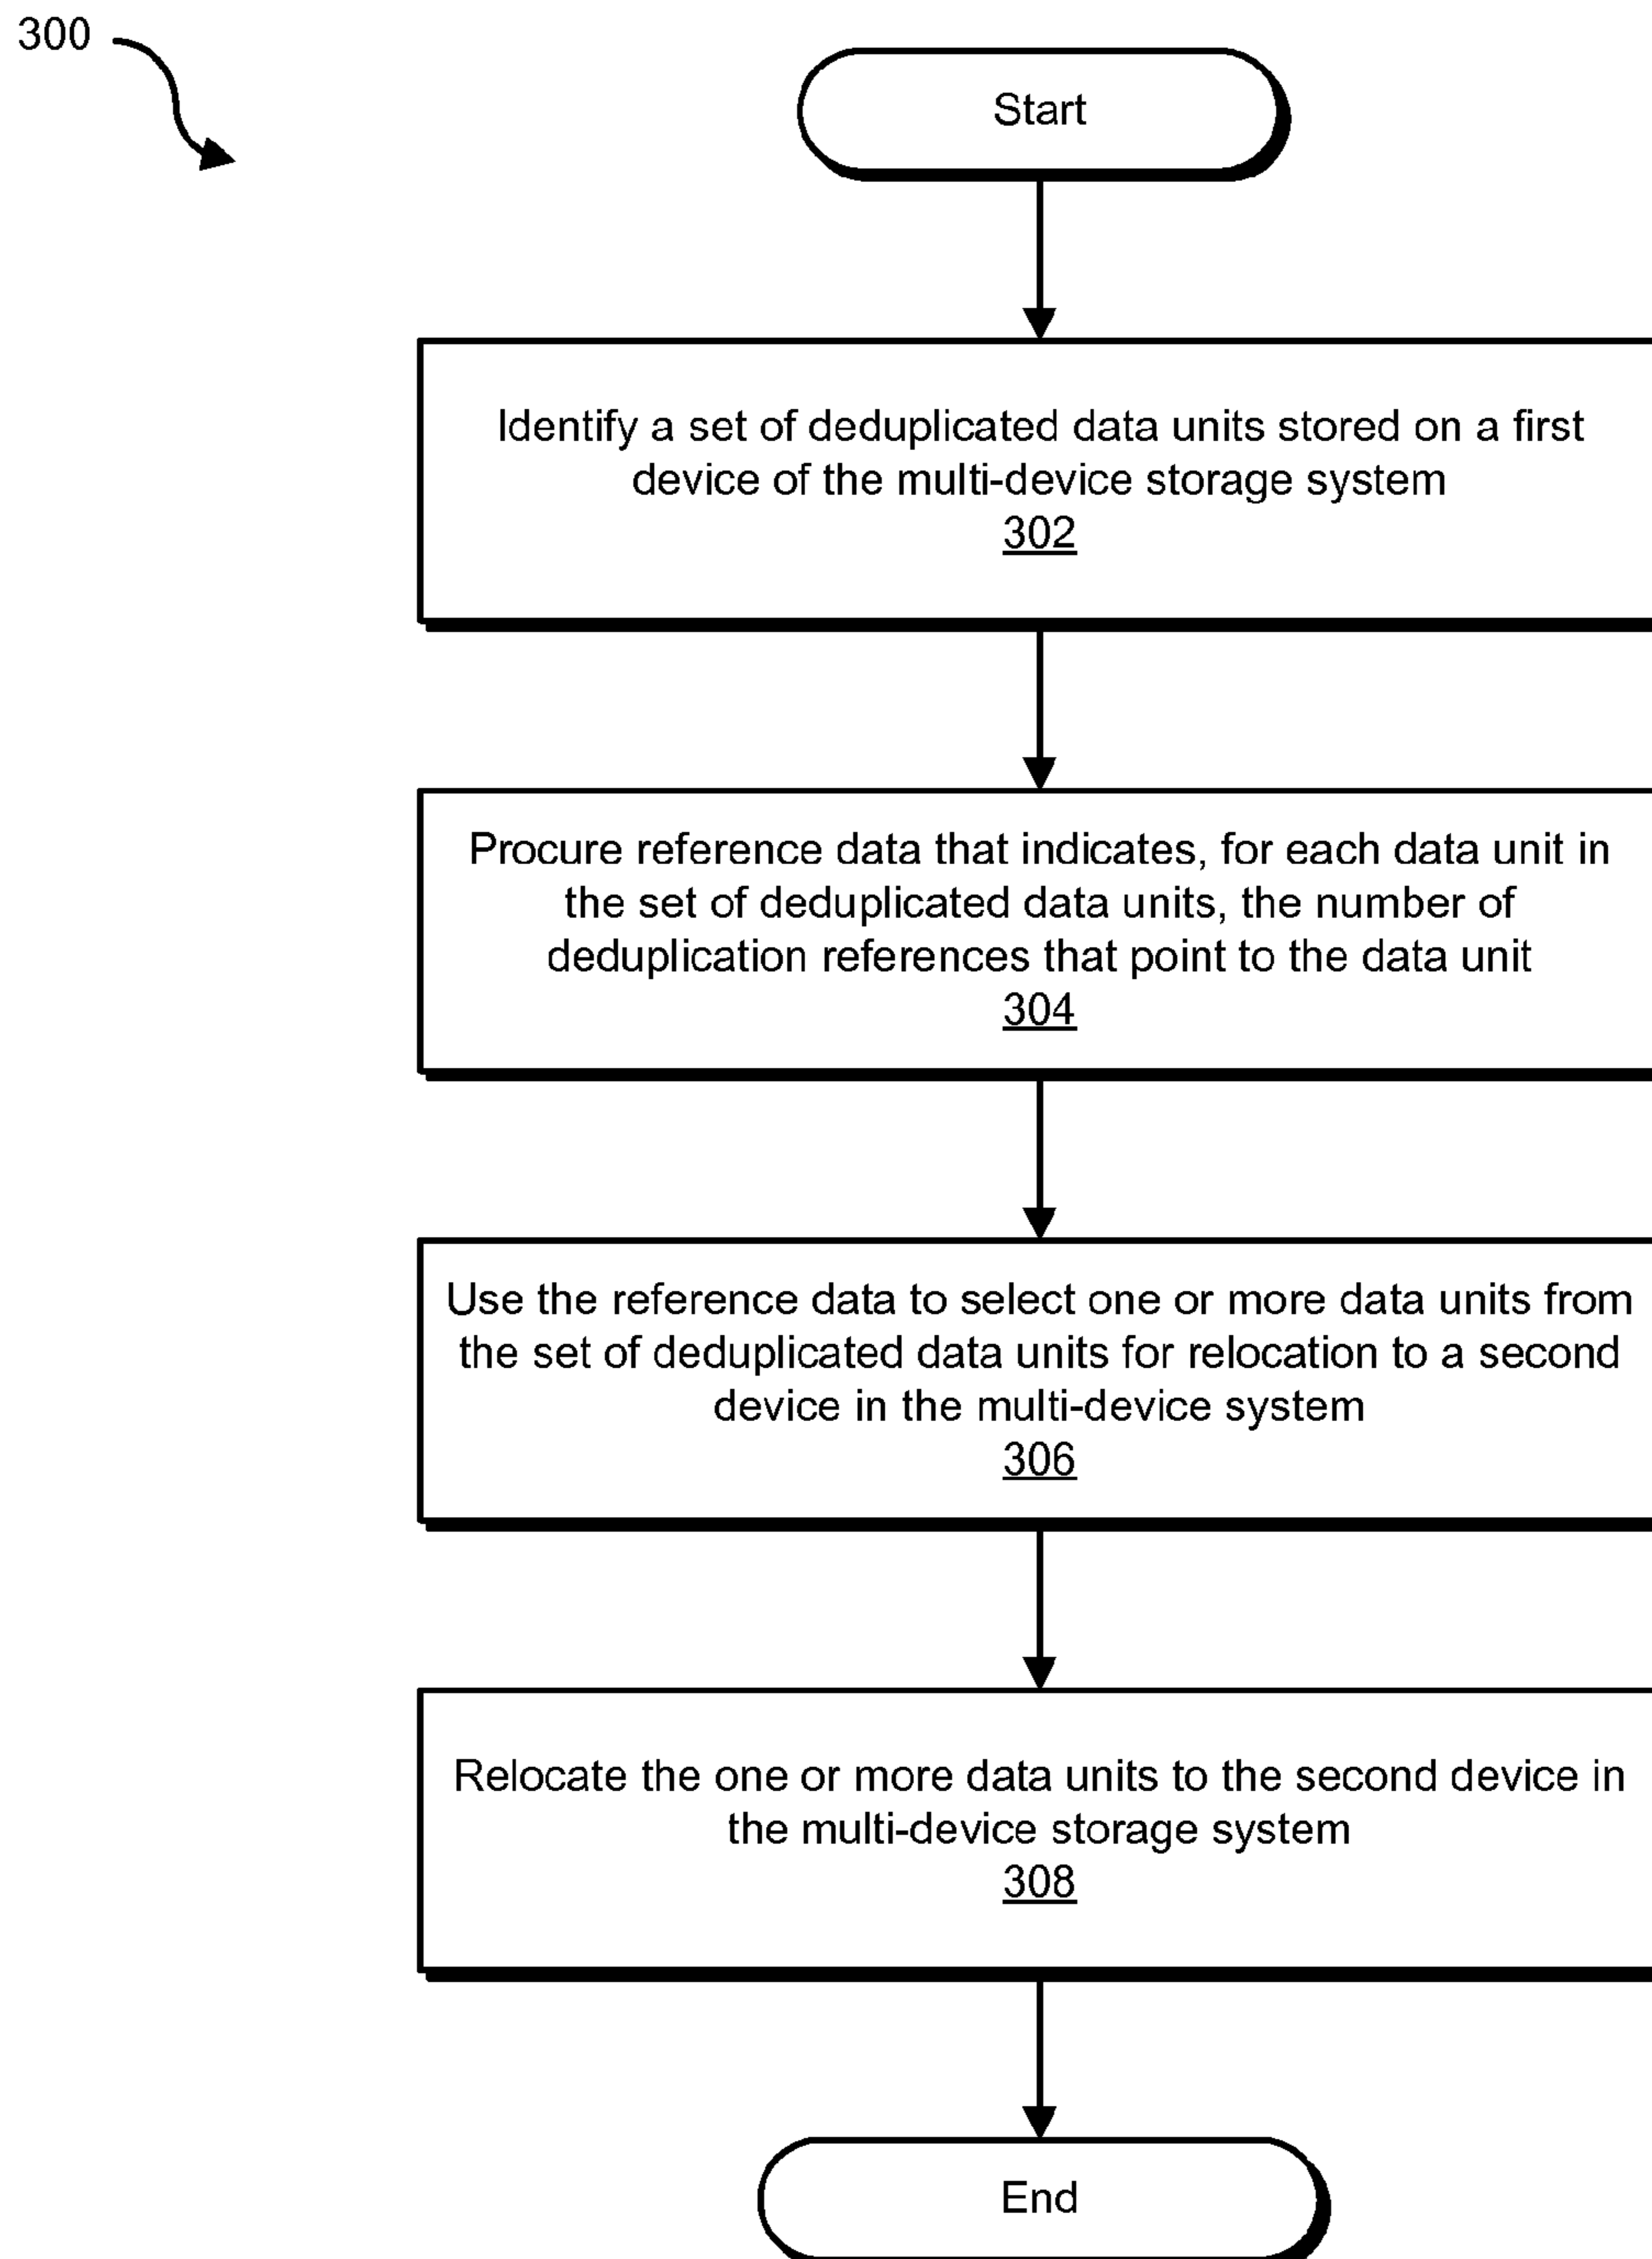 300
Start
Identify a set of deduplicated data units stored on a first
device of the multi-device storage system
302
Procure reference data that indicates, for each data unit in
the set of deduplicated data units, the number of
deduplication references that point to the data unit
304
Use the reference data to select one or more data units from
the set of deduplicated data units for relocation to a second
device in the multi-device system
306
Relocate the one or more data units to the second device in
the multi-device storage system
308
End